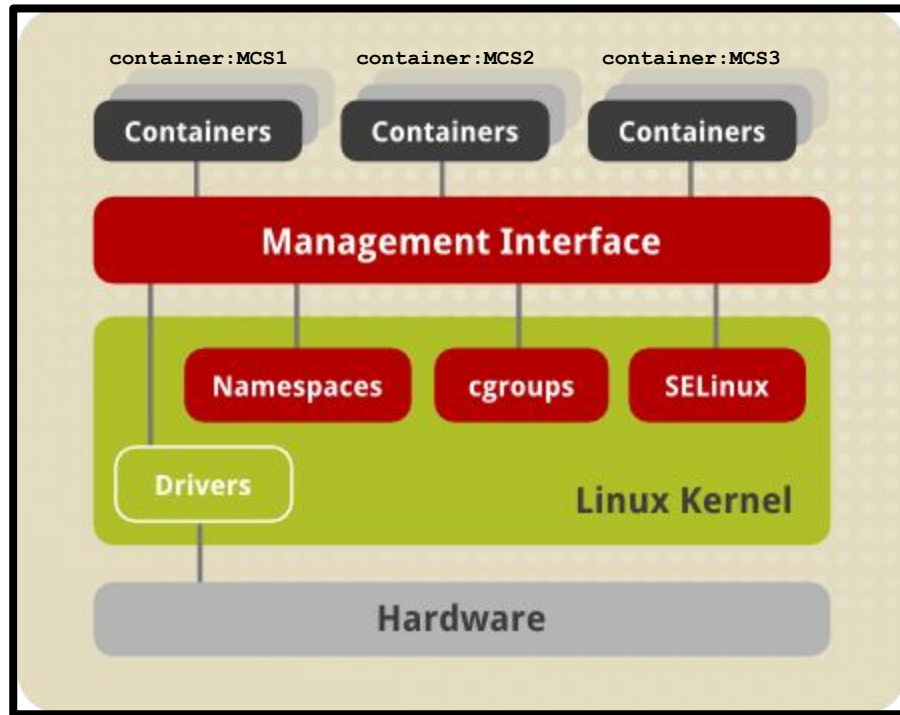 container:MCS1 container:MCS2 container:MCS3
Containers Containers Containers
Management Interface
Namespaces cgroups SELinux
Drivers
Linux Kernel
Hardware